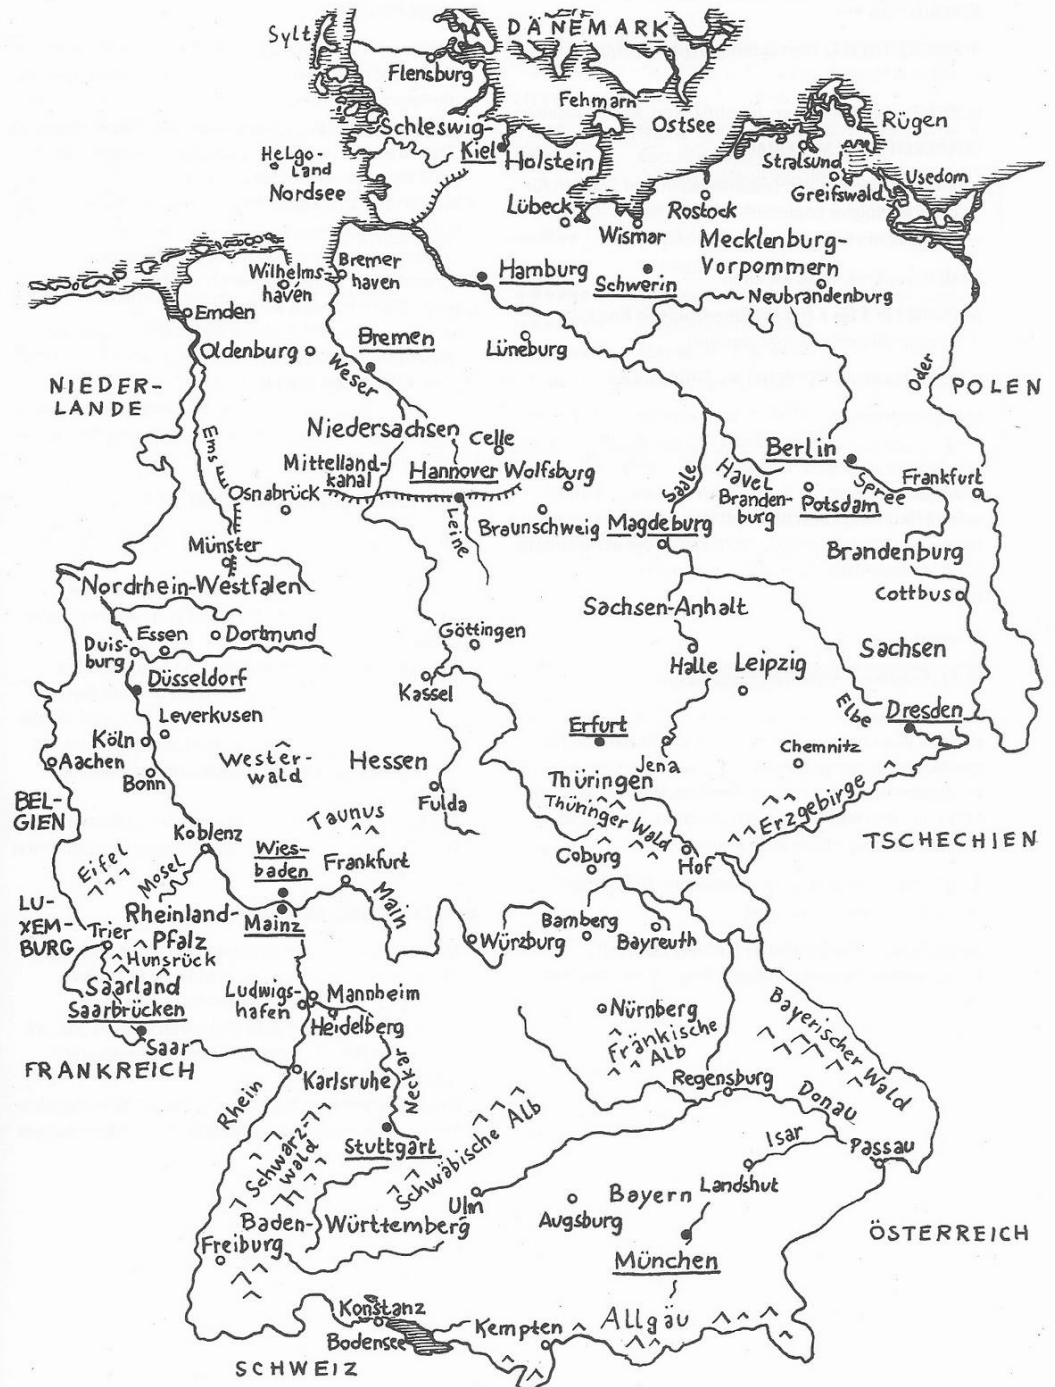 DÄNEMARK
Sylt
Flensburg
Fehmarn
Ostsee
Rügen
Schleswig-
Kiel
Holstein
Stralsund
Helgo-
land
Nordsee
Greifswald
Usedom
Lübeck
Rostock
Wismar
Mecklenburg-
Vorpommern
Wilhelms-
haven
Bremer
haven
Hamburg
Schwerin
Neubrandenburg
Emden
Oldenburg
Bremen
Lüneburg
Weser
Oder
NIEDER-
LANDE
POLEN
Ems
Niedersachsen
Celle
Berlin
Mittelland-
kanal
Hannover
Wolfsburg
Saale
Havel
Spree
Frankfurt
Osnabrück
Braunschweig
Leine
Magdeburg
Branden-
burg
Potsdam
Münster
Brandenburg
Nordrhein-Westfalen
Sachsen-Anhalt
Cottbus
Essen
Dortmund
Duis-
burg
Göttingen
Halle
Leipzig
Sachsen
Düsseldorf
Kassel
Leverkusen
Erfurt
Elbe
Dresden
Köln
Aachen
Bonn
Wester-
wald
Hessen
Jena
Chemnitz
Thüringen
BEL-
GIEN
Fulda
Thüringer Wald
Erzgebirge
Taunus
TSCHECHIEN
Koblenz
Eifel
Mosel
Wies-
baden
Frankfurt
Coburg
Hof
LU-
XEM-
BURG
Rheinland-
Pfalz
Mainz
Main
Trier
Würzburg
Bamberg
Bayreuth
Hunsrück
Saarland
Saarbrücken
Ludwigs-
hafen
Mannheim
Heidelberg
Nürnberg
Fränkische
Alb
Bayerischer Wald
Saar
FRANKREICH
Karlsruhe
Neckar
Regensburg
Donau
Rhein
Schwarz-
wald
Stuttgart
Schwäbische Alb
Isar
Passau
Ulm
Augsburg
Bayern
Landshut
Baden-
Württemberg
Freiburg
München
ÖSTERREICH
Konstanz
Bodensee
Kempten
Allgäu
SCHWEIZ